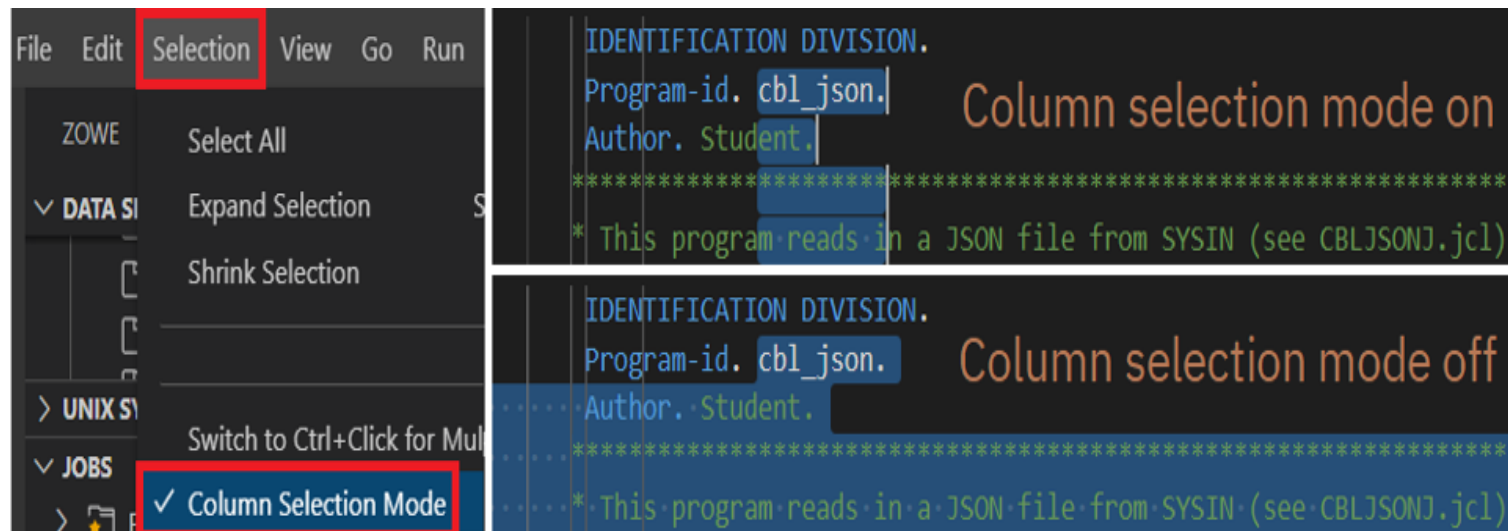 File Edit Selection View Go Run
ZOWE
Select All
DATA S
Expand Selection S
Shrink Selection
UNIX SY
Switch to Ctrl+Click for Mul
JOBS
✓ Column Selection Mode
IDENTIFICATION DIVISION.
Program-id. cbl_json.
Column selection mode on
Author. Student.
*****************************************************************
* This program reads in a JSON file from SYSIN (see CBLJSONJ.jcl)
IDENTIFICATION DIVISION.
Program-id. cbl_json.
Column selection mode off
Author. Student.
*****************************************************************
* This program reads in a JSON file from SYSIN (see CBLJSONJ.jcl)